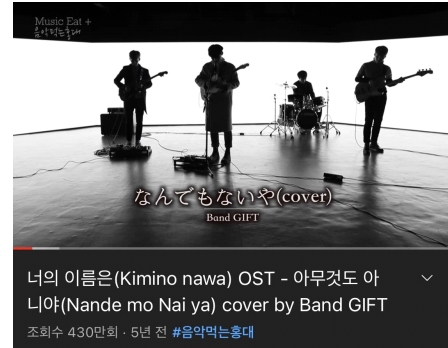 Music Eat +
음악먹는홍대
なんでもないや(cover)
Band GIFT
너의 이름은(Kimino nawa) OST - 아무것도 아
니야(Nande mo Nai ya) cover by Band GIFT
조회수 430만회 · 5년 전 #음악먹는홍대